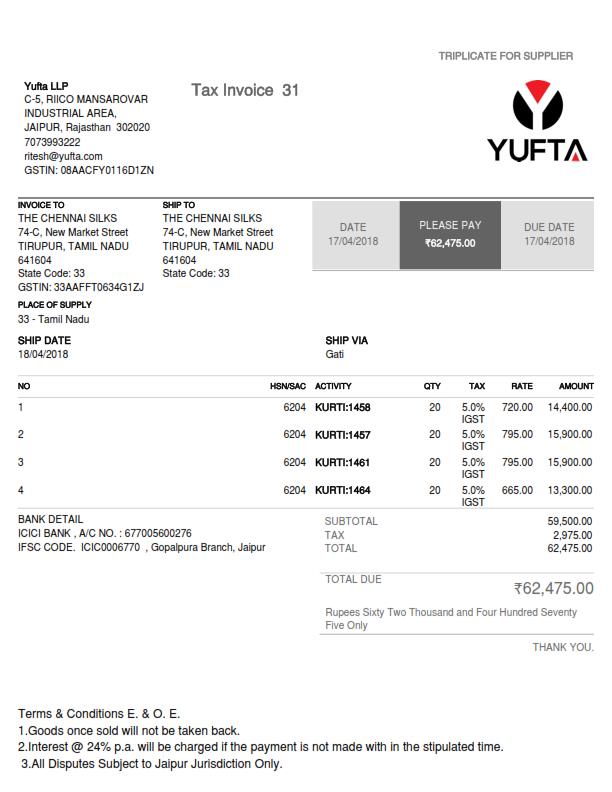 TRIPLICATE FOR SUPPLIER
Yufta LLP
C-5, RIICO MANSAROVAR
INDUSTRIAL AREA,
JAIPUR, Rajasthan 302020
7073993222
ritesh@yufta.com
GSTIN: 08AACFY0116D1ZN
Tax Invoice 31
YUFTA
INVOICE TO
THE CHENNAI SILKS
74-C, New Market Street
TIRUPUR, TAMIL NADU
641604
State Code: 33
GSTIN: 33AAFFT0634G1ZJ
SHIP TO
THE CHENNAI SILKS
74-C, New Market Street
TIRUPUR, TAMIL NADU
641604
State Code: 33
DATE
17/04/2018
PLEASE PAY
₹62,475.00
DUE DATE
17/04/2018
PLACE OF SUPPLY
33 - Tamil Nadu
SHIP DATE
18/04/2018
SHIP VIA
Gati
NO HSN/SAC ACTIVITY QTY TAX RATE AMOUNT
1 6204 KURTI:1458 20 5.0% 720.00 14,400.00
IGST
2 6204 KURTI:1457 20 5.0% 795.00 15,900.00
IGST
3 6204 KURTI:1461 20 5.0% 795.00 15,900.00
IGST
4 6204 KURTI:1464 20 5.0% 665.00 13,300.00
IGST
BANK DETAIL
ICICI BANK , A/C NO. : 677005600276
IFSC CODE. ICIC0006770 , Gopalpura Branch, Jaipur
SUBTOTAL 59,500.00
TAX 2,975.00
TOTAL 62,475.00
TOTAL DUE ₹62,475.00
Rupees Sixty Two Thousand and Four Hundred Seventy
Five Only
THANK YOU.
Terms & Conditions E. & O. E.
1.Goods once sold will not be taken back.
2.Interest @ 24% p.a. will be charged if the payment is not made with in the stipulated time.
3.All Disputes Subject to Jaipur Jurisdiction Only.